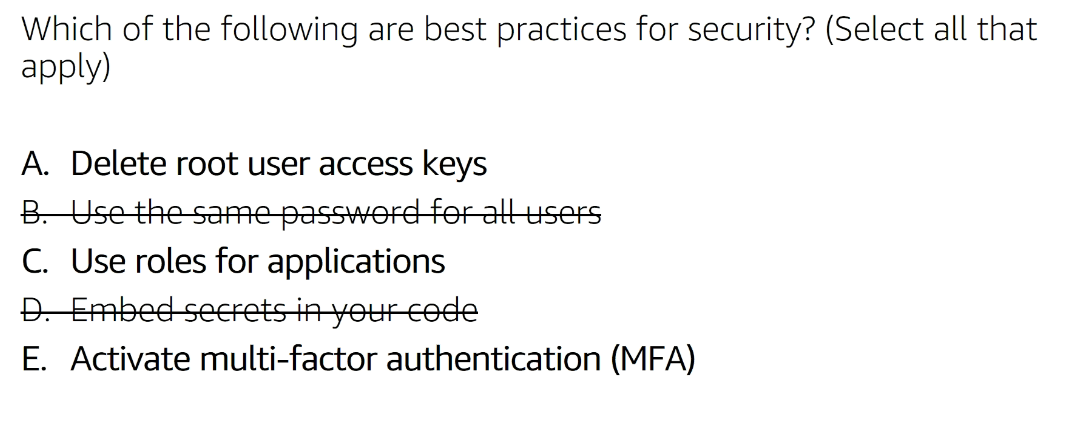 Which of the following are best practices for security? (Select all that
apply)
A. Delete root user access keys
B. Use the same password for all users
C. Use roles for applications
D. Embed secrets in your code
E. Activate multi-factor authentication (MFA)